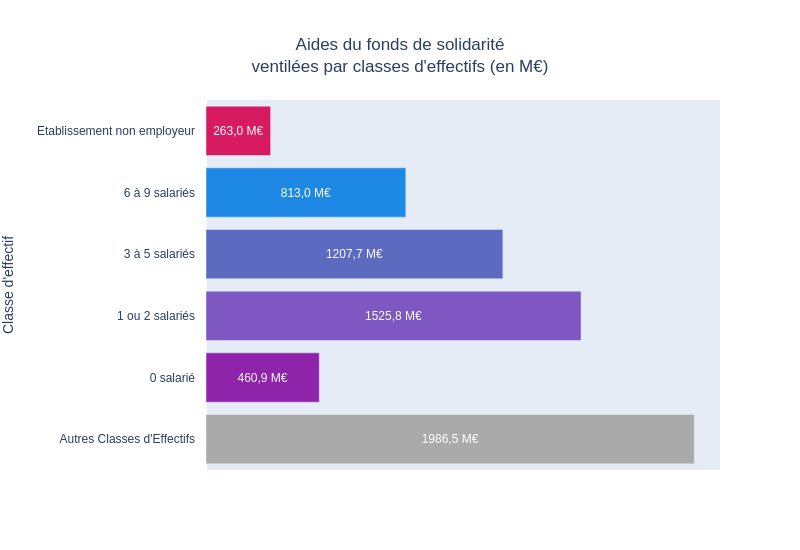 Aides du fonds de solidarité
ventilées par classes d'effectifs (en M€)
Classe d'effectif
Etablissement non employeur
263,0 M€
6 à 9 salariés
813,0 M€
3 à 5 salariés
1207,7 M€
1 ou 2 salariés
1525,8 M€
0 salarié
460,9 M€
Autres Classes d'Effectifs
1986,5 M€